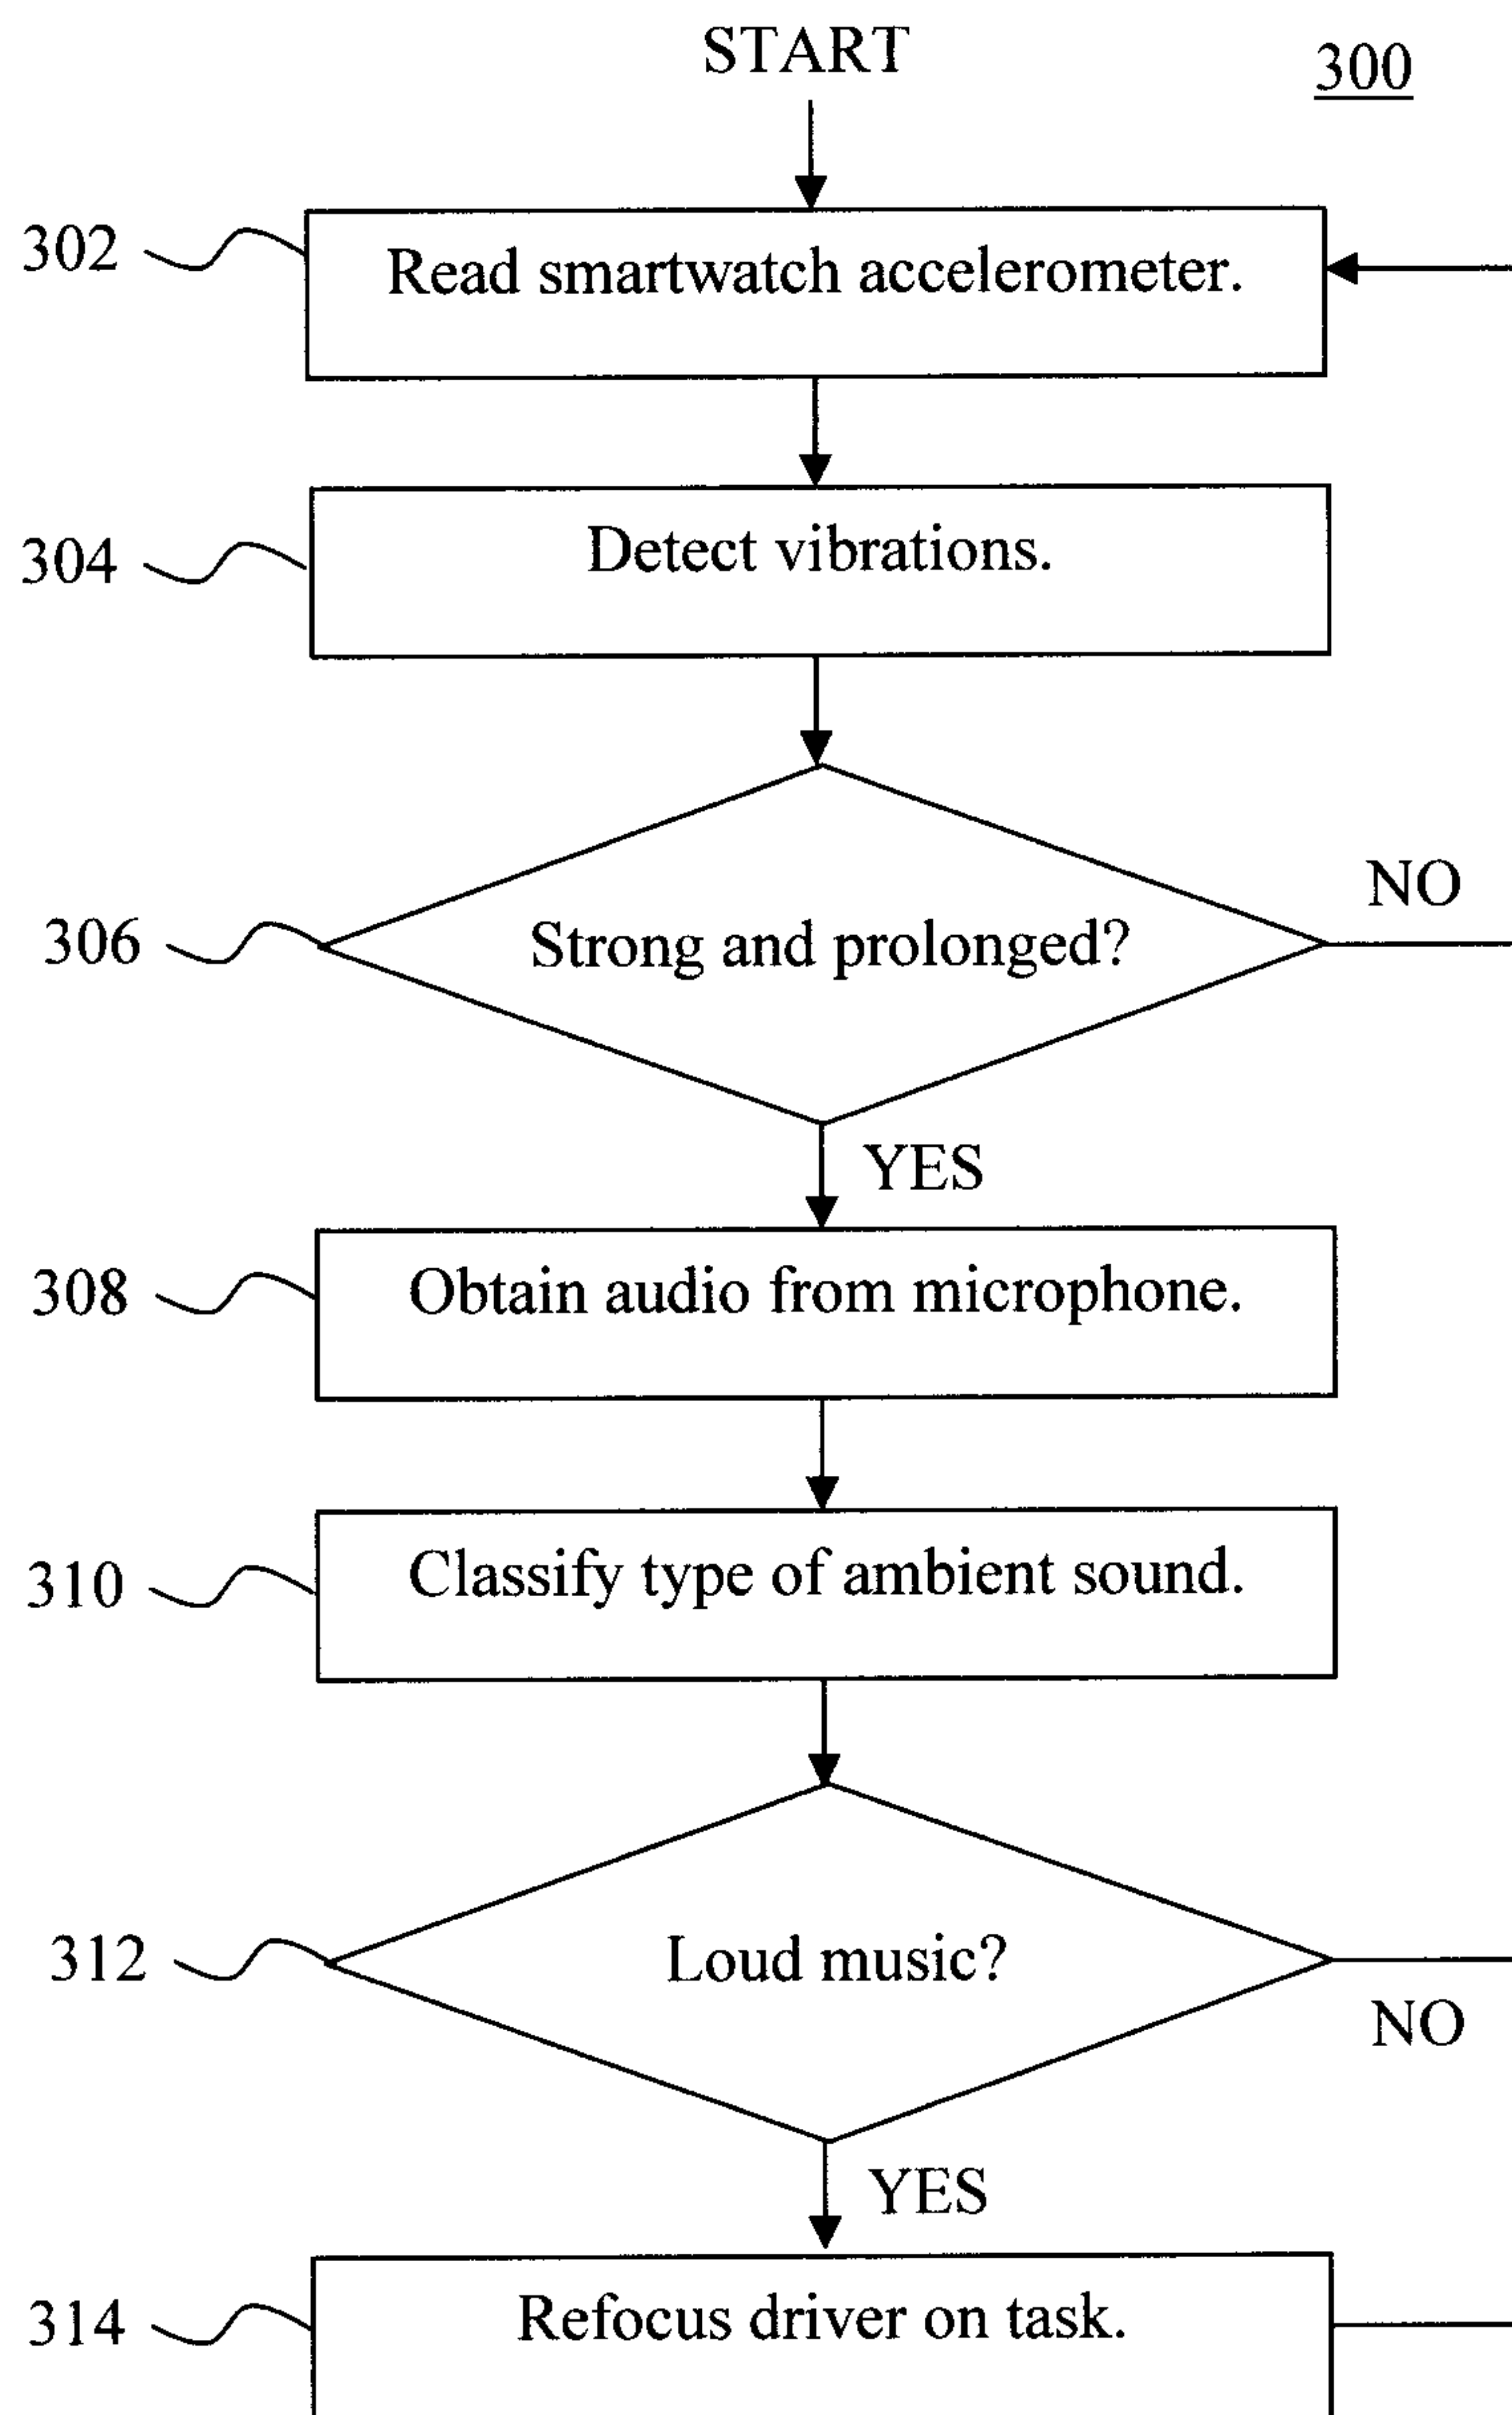 START
300
302
Read smartwatch accelerometer.
304
Detect vibrations.
306
Strong and prolonged?
NO
YES
308
Obtain audio from microphone.
310
Classify type of ambient sound.
312
Loud music?
NO
YES
314
Refocus driver on task.